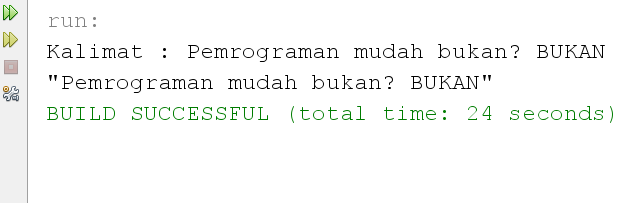 run:
Kalimat : Pemrograman mudah bukan? BUKAN
"Pemrograman mudah bukan? BUKAN"
BUILD SUCCESSFUL (total time: 24 seconds)